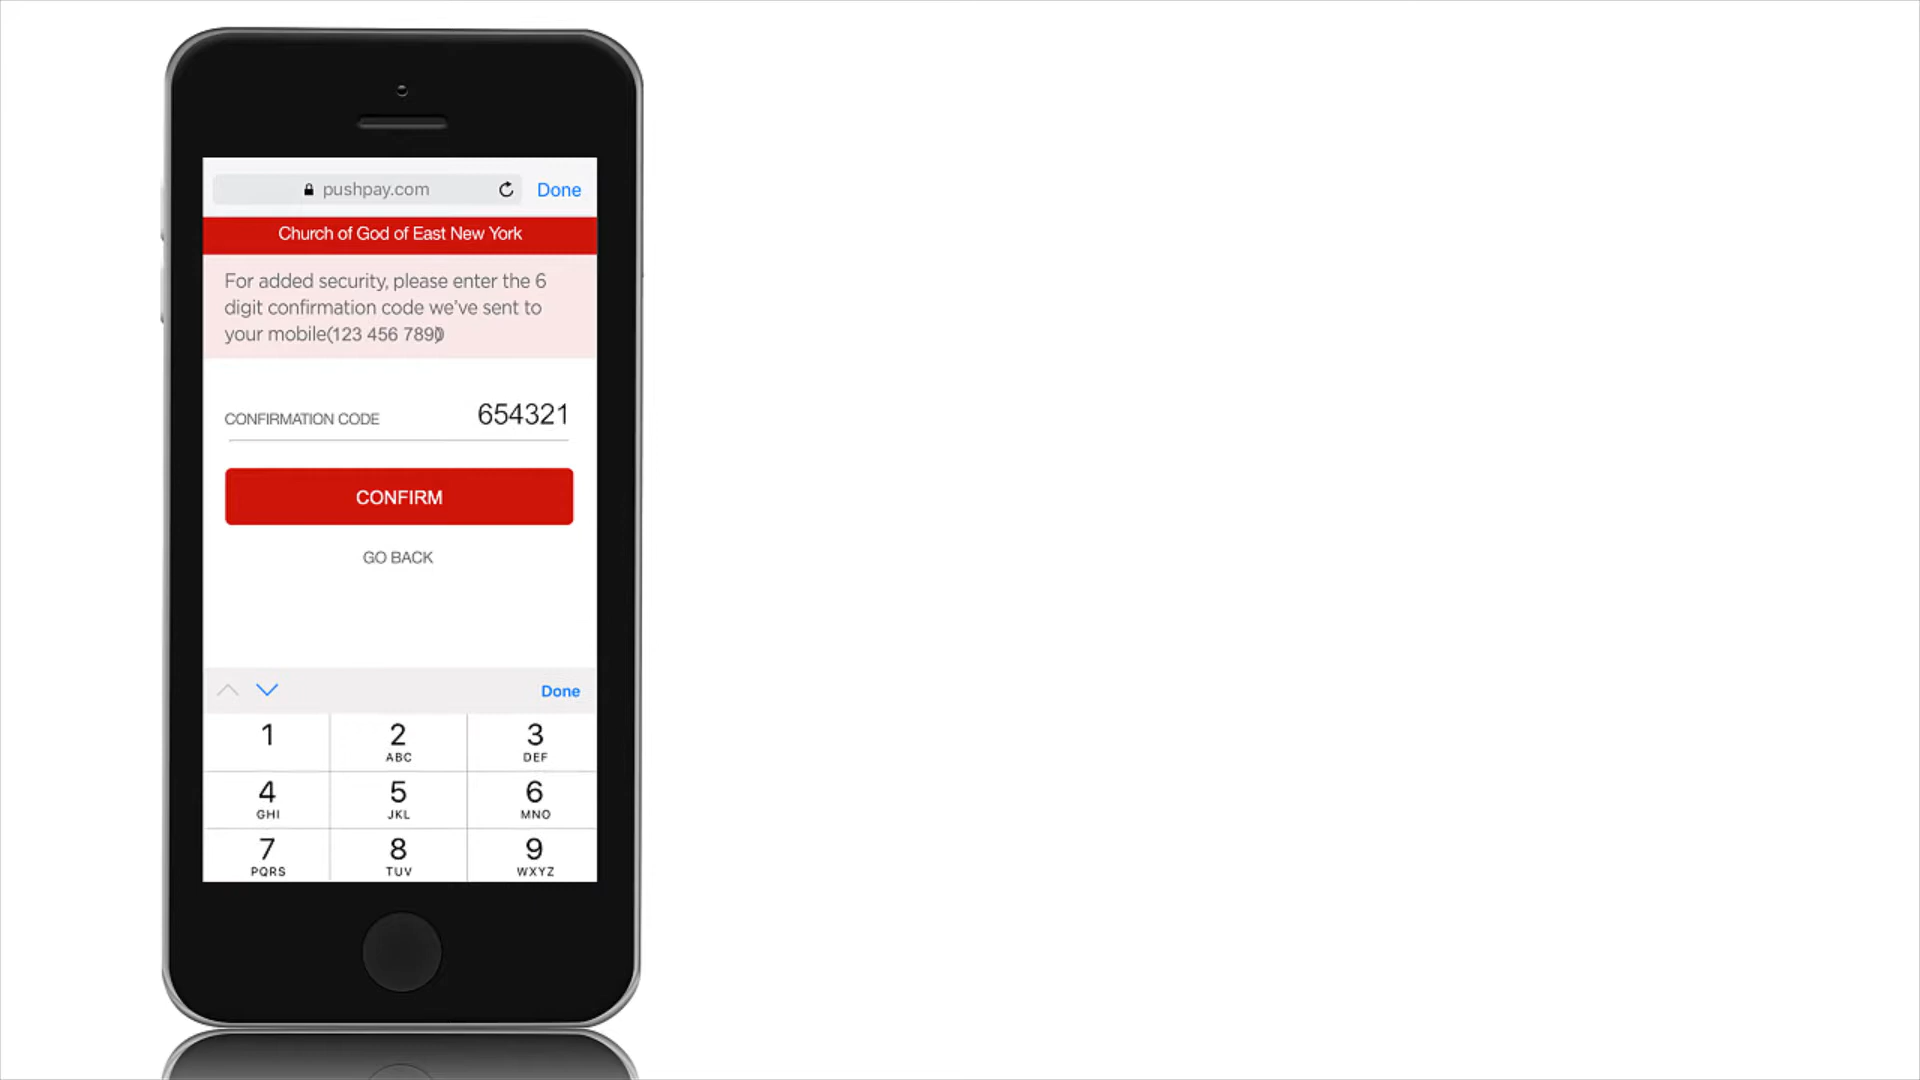 pushpay.com Done
Church of God of East New York
For added security, please enter the 6
digit confirmation code we've sent to
your mobile(123 456 7890)
CONFIRMATION CODE 654321
CONFIRM
GO BACK
Done
1 2 3
ABC DEF
4 5 6
GHI JKL MNO
7 8 9
PQRS TUV WXYZ